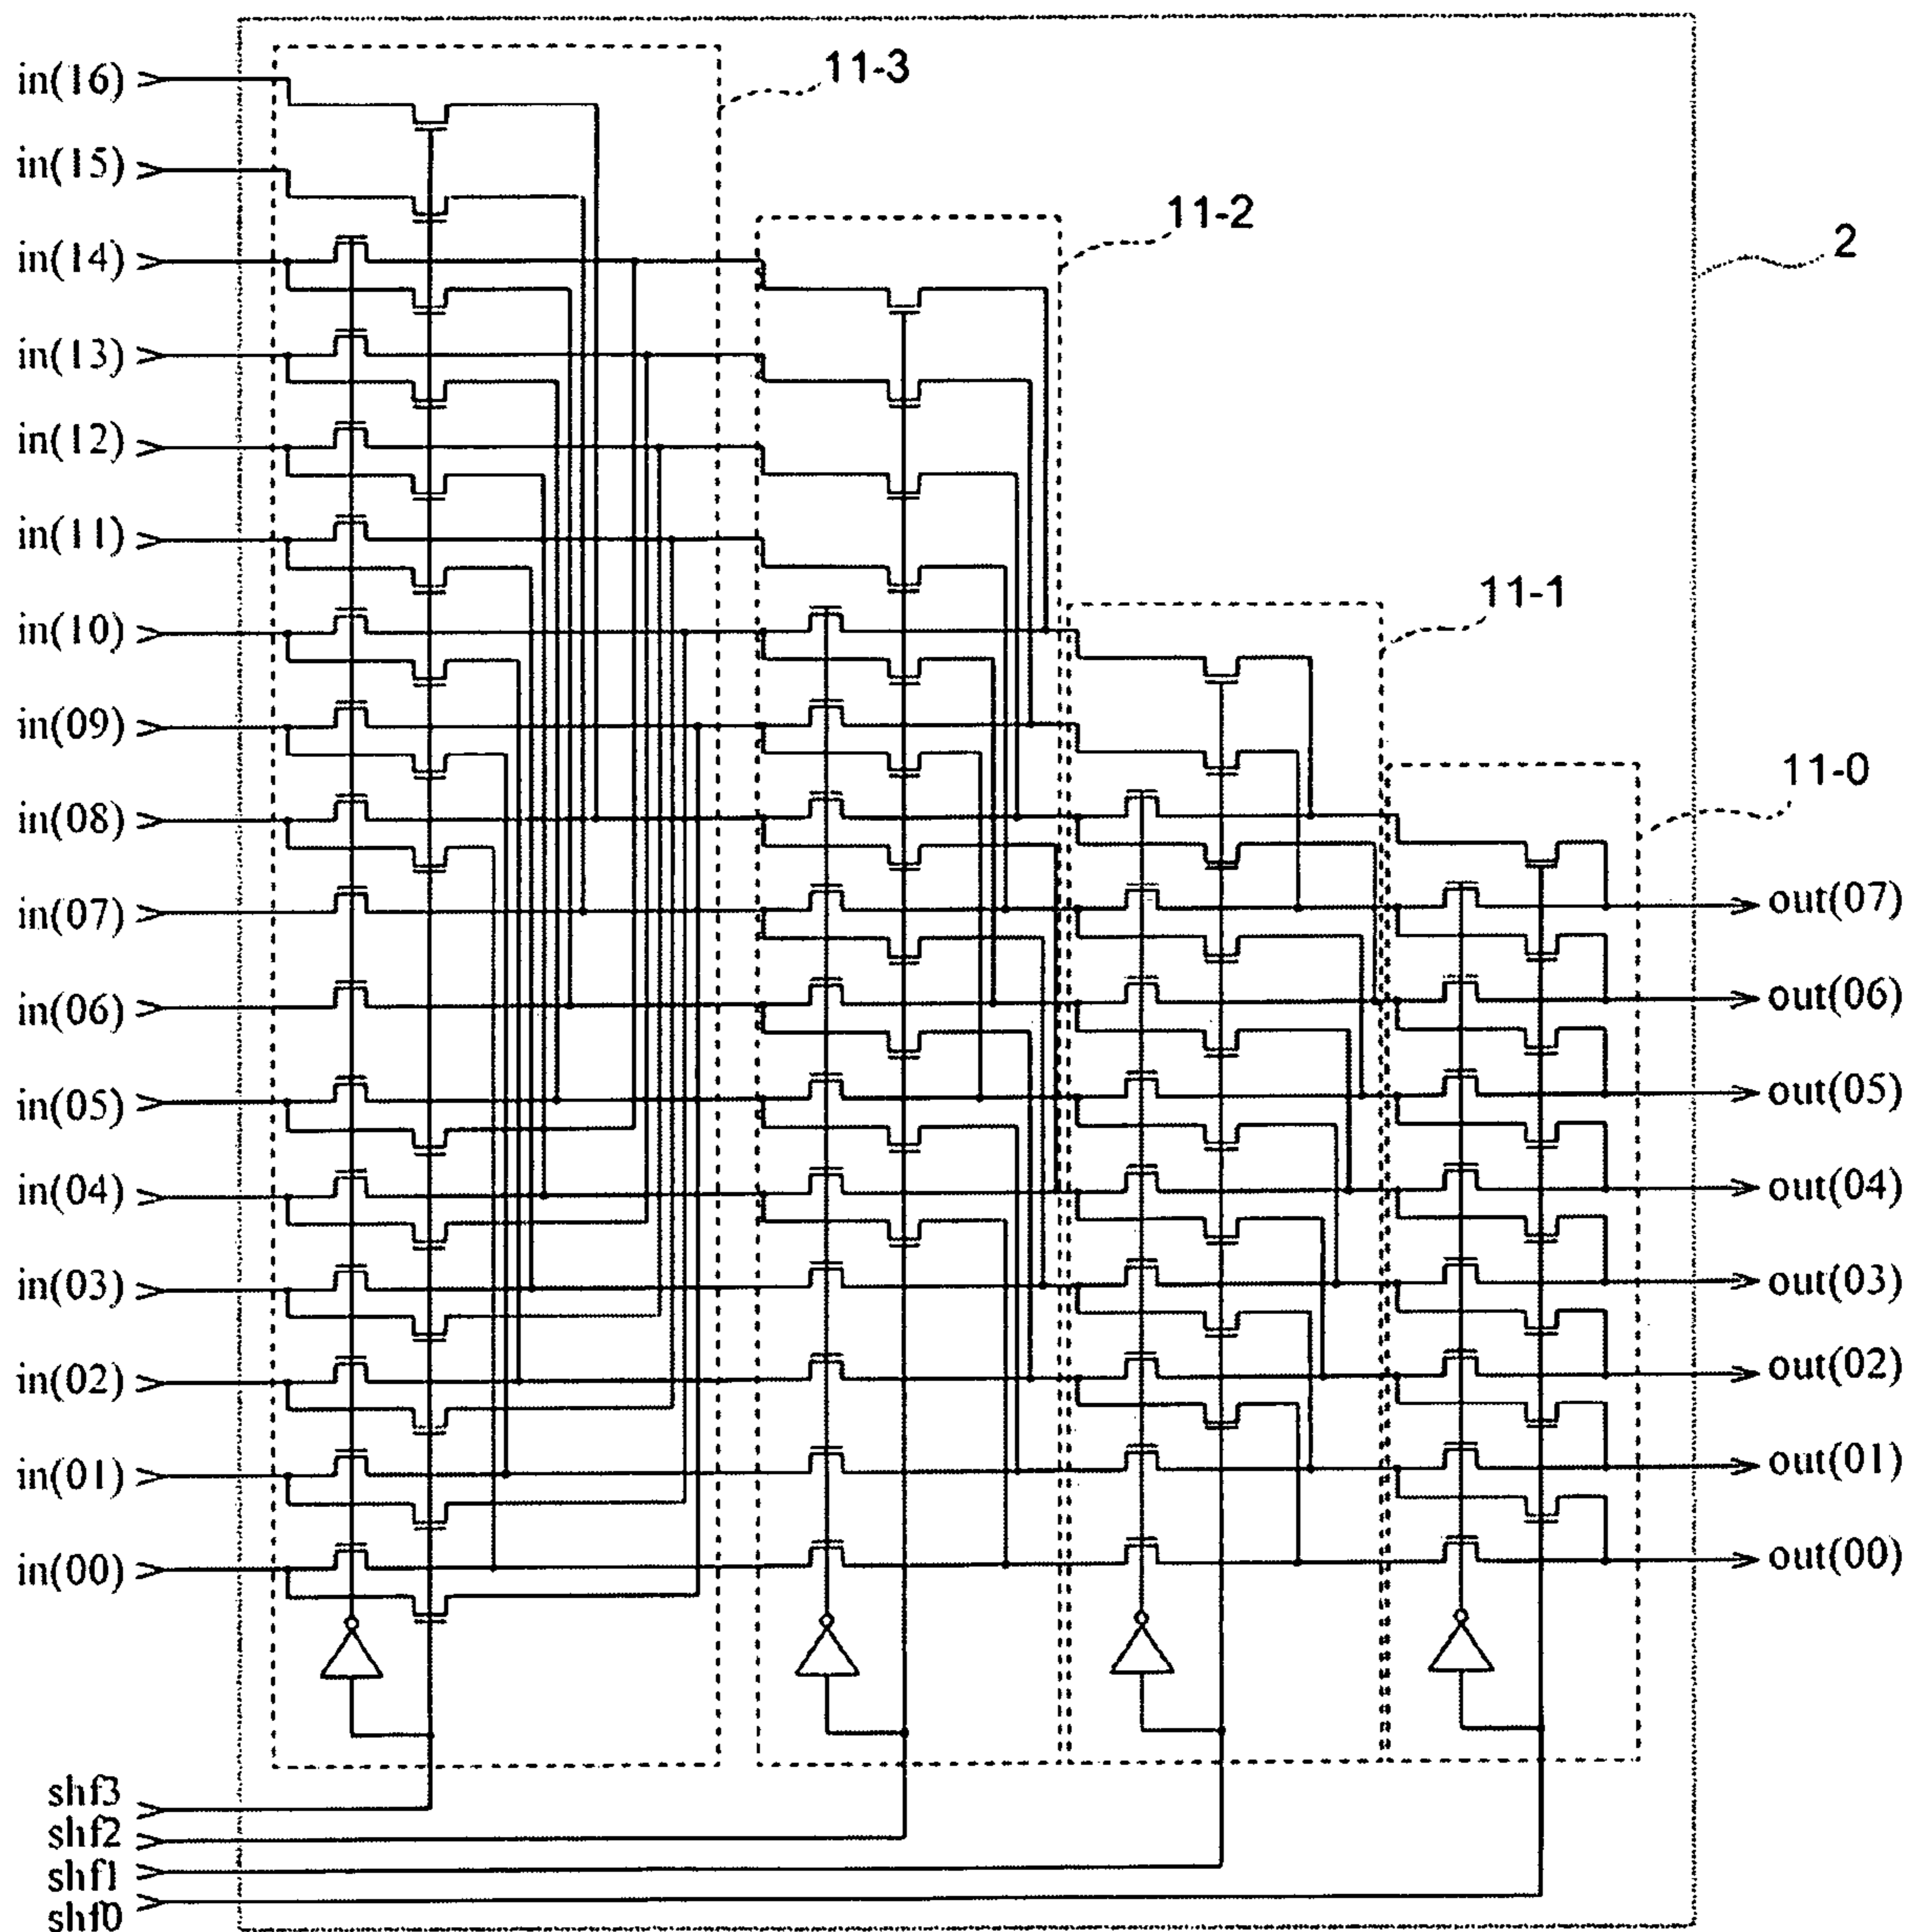 in(16)
in(15)
in(14)
in(13)
in(12)
in(11)
in(10)
in(09)
in(08)
in(07)
in(06)
in(05)
in(04)
in(03)
in(02)
in(01)
in(00)
shf3
shf2
shf1
shf0
11-3
11-2
2
11-1
11-0
out(07)
out(06)
out(05)
out(04)
out(03)
out(02)
out(01)
out(00)